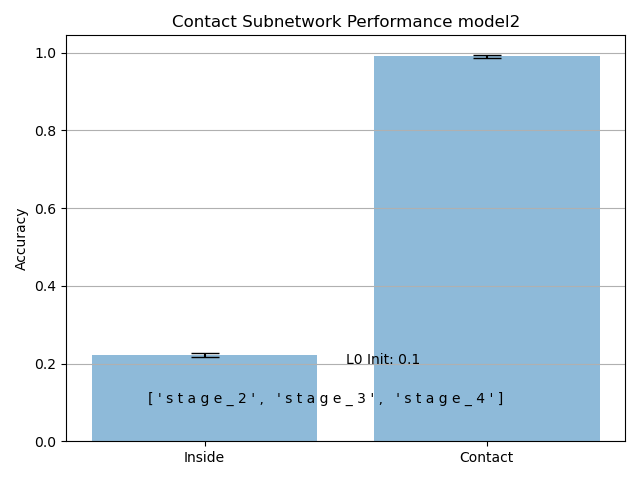 Contact Subnetwork Performance model2
1.0
0.8
0.6
0.4
0.2
0.0
Accuracy
L0 Init: 0.1
['stage_2', 'stage_3', 'stage_4']
Inside
Contact